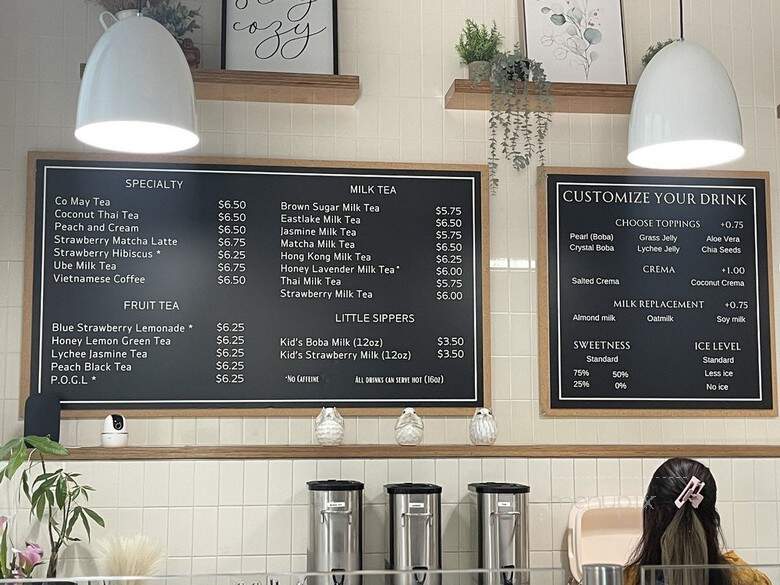 cozy
SPECIALTY
Co May Tea $6.50
Coconut Thai Tea $6.50
Peach and Cream $6.50
Strawberry Matcha Latte $6.75
Strawberry Hibiscus * $6.25
Ube Milk Tea $6.75
Vietnamese Coffee $6.50
FRUIT TEA
Blue Strawberry Lemonade * $6.25
Honey Lemon Green Tea $6.25
Lychee Jasmine Tea $6.25
Peach Black Tea $6.25
P.O.G.L * $6.25
MILK TEA
Brown Sugar Milk Tea $5.75
Eastlake Milk Tea $6.50
Jasmine Milk Tea $5.75
Matcha Milk Tea $6.50
Hong Kong Milk Tea $6.25
Honey Lavender Milk Tea * $6.00
Thai Milk Tea $5.75
Strawberry Milk Tea $6.00
LITTLE SIPPERS
Kid's Boba Milk (12oz) $3.50
Kid's Strawberry Milk (12oz) $3.50
*NO CAFFEINE ALL DRINKS CAN SERVE HOT (16oz)
CUSTOMIZE YOUR DRINK
CHOOSE TOPPINGS +0.75
Pearl (Boba) Grass Jelly Aloe Vera
Crystal Boba Lychee Jelly Chia Seeds
CREMA +1.00
Salted Crema Coconut Crema
MILK REPLACEMENT +0.75
Almond milk Oatmilk Soy milk
SWEETNESS ICE LEVEL
Standard Standard
75% 50% Less ice
25% 0% No ice